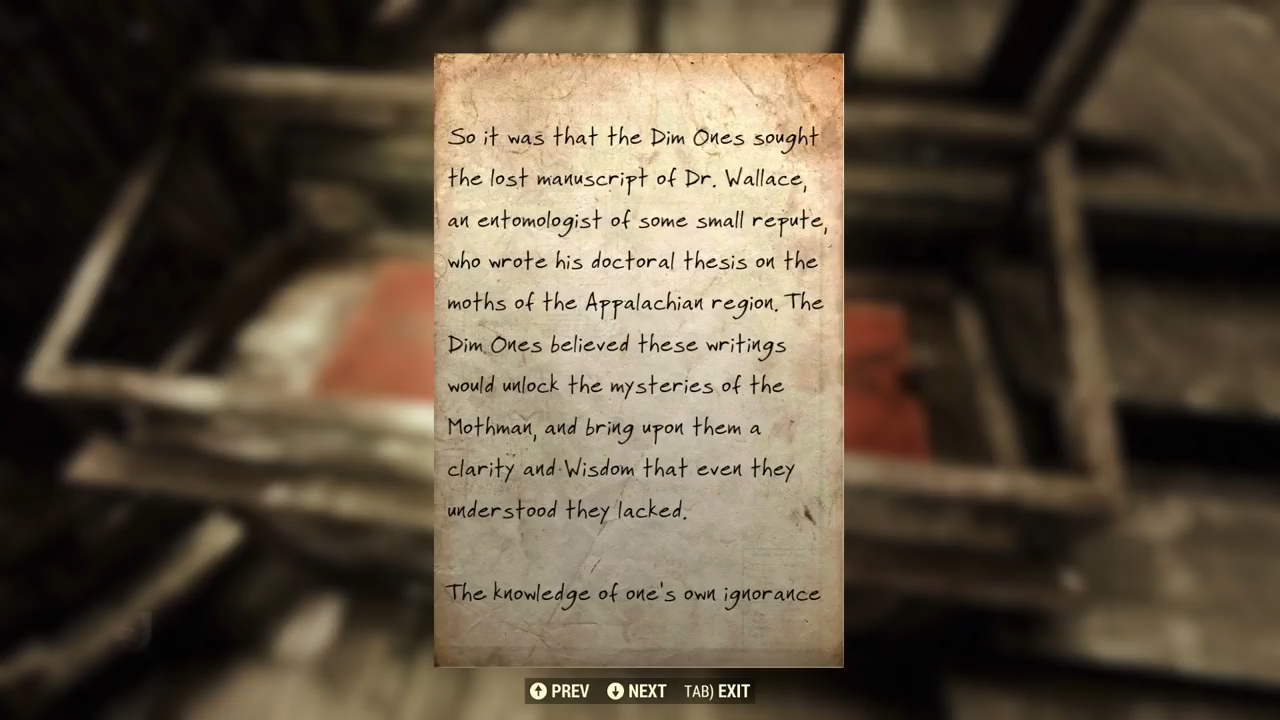 So it was that the Dim Ones sought
the lost manuscript of Dr. Wallace,
an entomologist of some small repute,
who wrote his doctoral thesis on the
moths of the Appalachian region. The
Dim Ones believed these writings
would unlock the mysteries of the
Mothman, and bring upon them a
clarity and Wisdom that even they
understood they lacked.
The knowledge of one's own ignorance
PREV NEXT TAB) EXIT